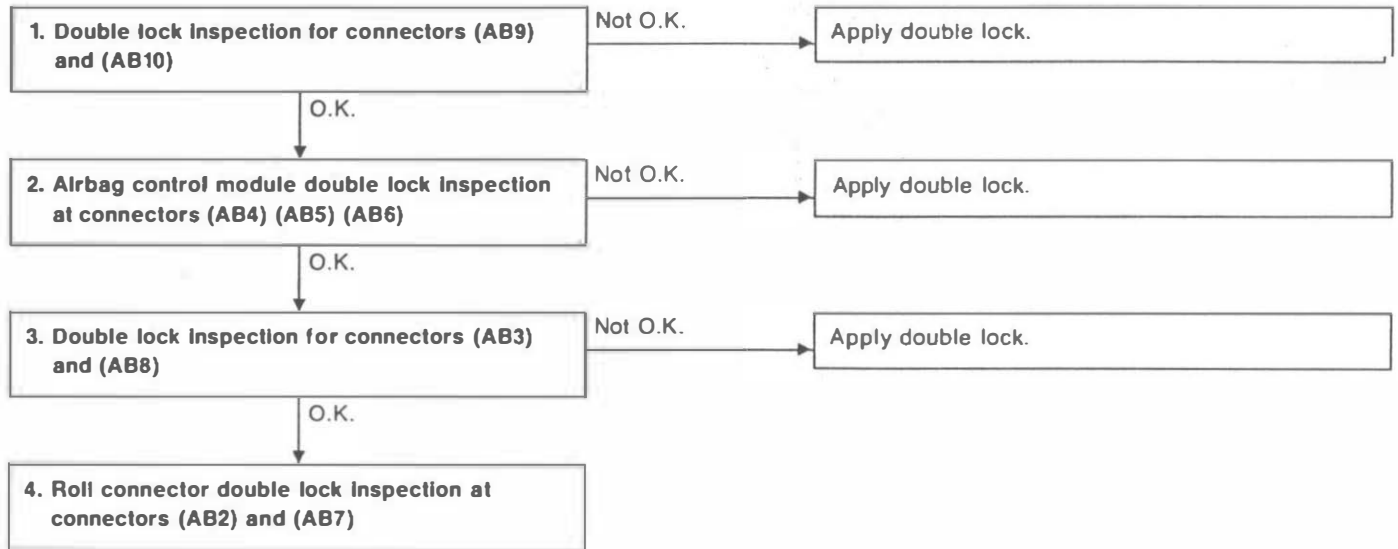 1. Double lock inspection for connectors (AB9)
and (AB10)
Not O.K.
Apply double lock.
O.K.
2. Airbag control module double lock inspection
at connectors (AB4) (AB5) (AB6)
Not O.K.
Apply double lock.
O.K.
3. Double lock inspection for connectors (AB3)
and (AB8)
Not O.K.
Apply double lock.
O.K.
4. Roll connector double lock inspection at
connectors (AB2) and (AB7)